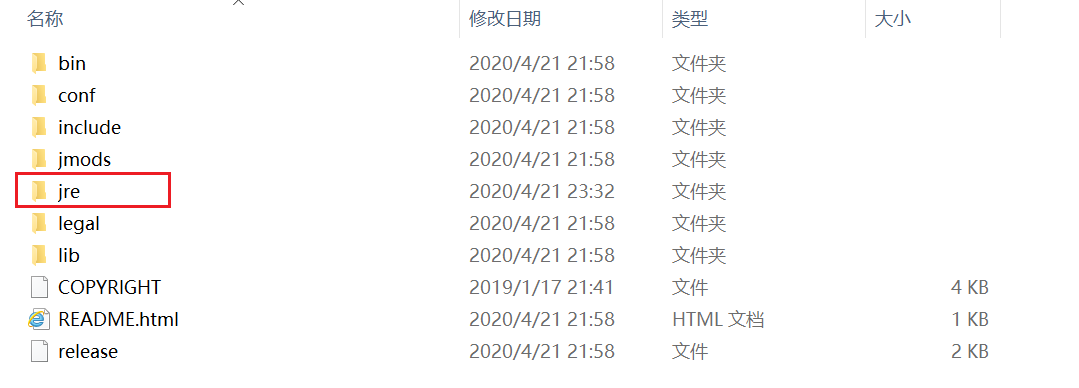 名称 修改日期 类型 大小
bin 2020/4/21 21:58 文件夹
conf 2020/4/21 21:58 文件夹
include 2020/4/21 21:58 文件夹
jmods 2020/4/21 21:58 文件夹
jre 2020/4/21 23:32 文件夹
legal 2020/4/21 21:58 文件夹
lib 2020/4/21 21:58 文件夹
COPYRIGHT 2019/1/17 21:41 文件 4 KB
README.html 2020/4/21 21:58 HTML 文档 1 KB
release 2020/4/21 21:58 文件 2 KB